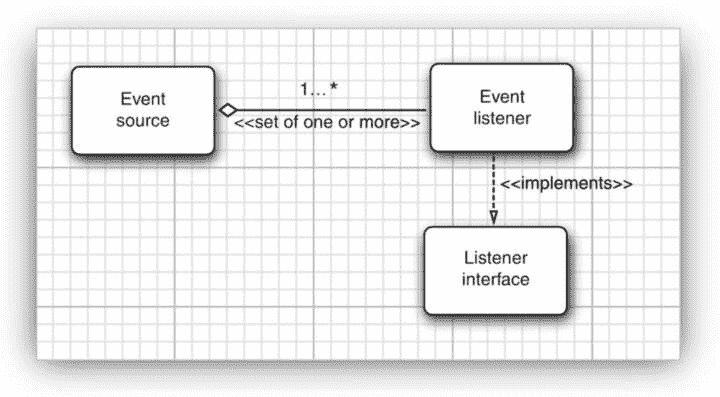 Event
source
1…*
<<set of one or more>>
Event
listener
<<implements>>
Listener
interface